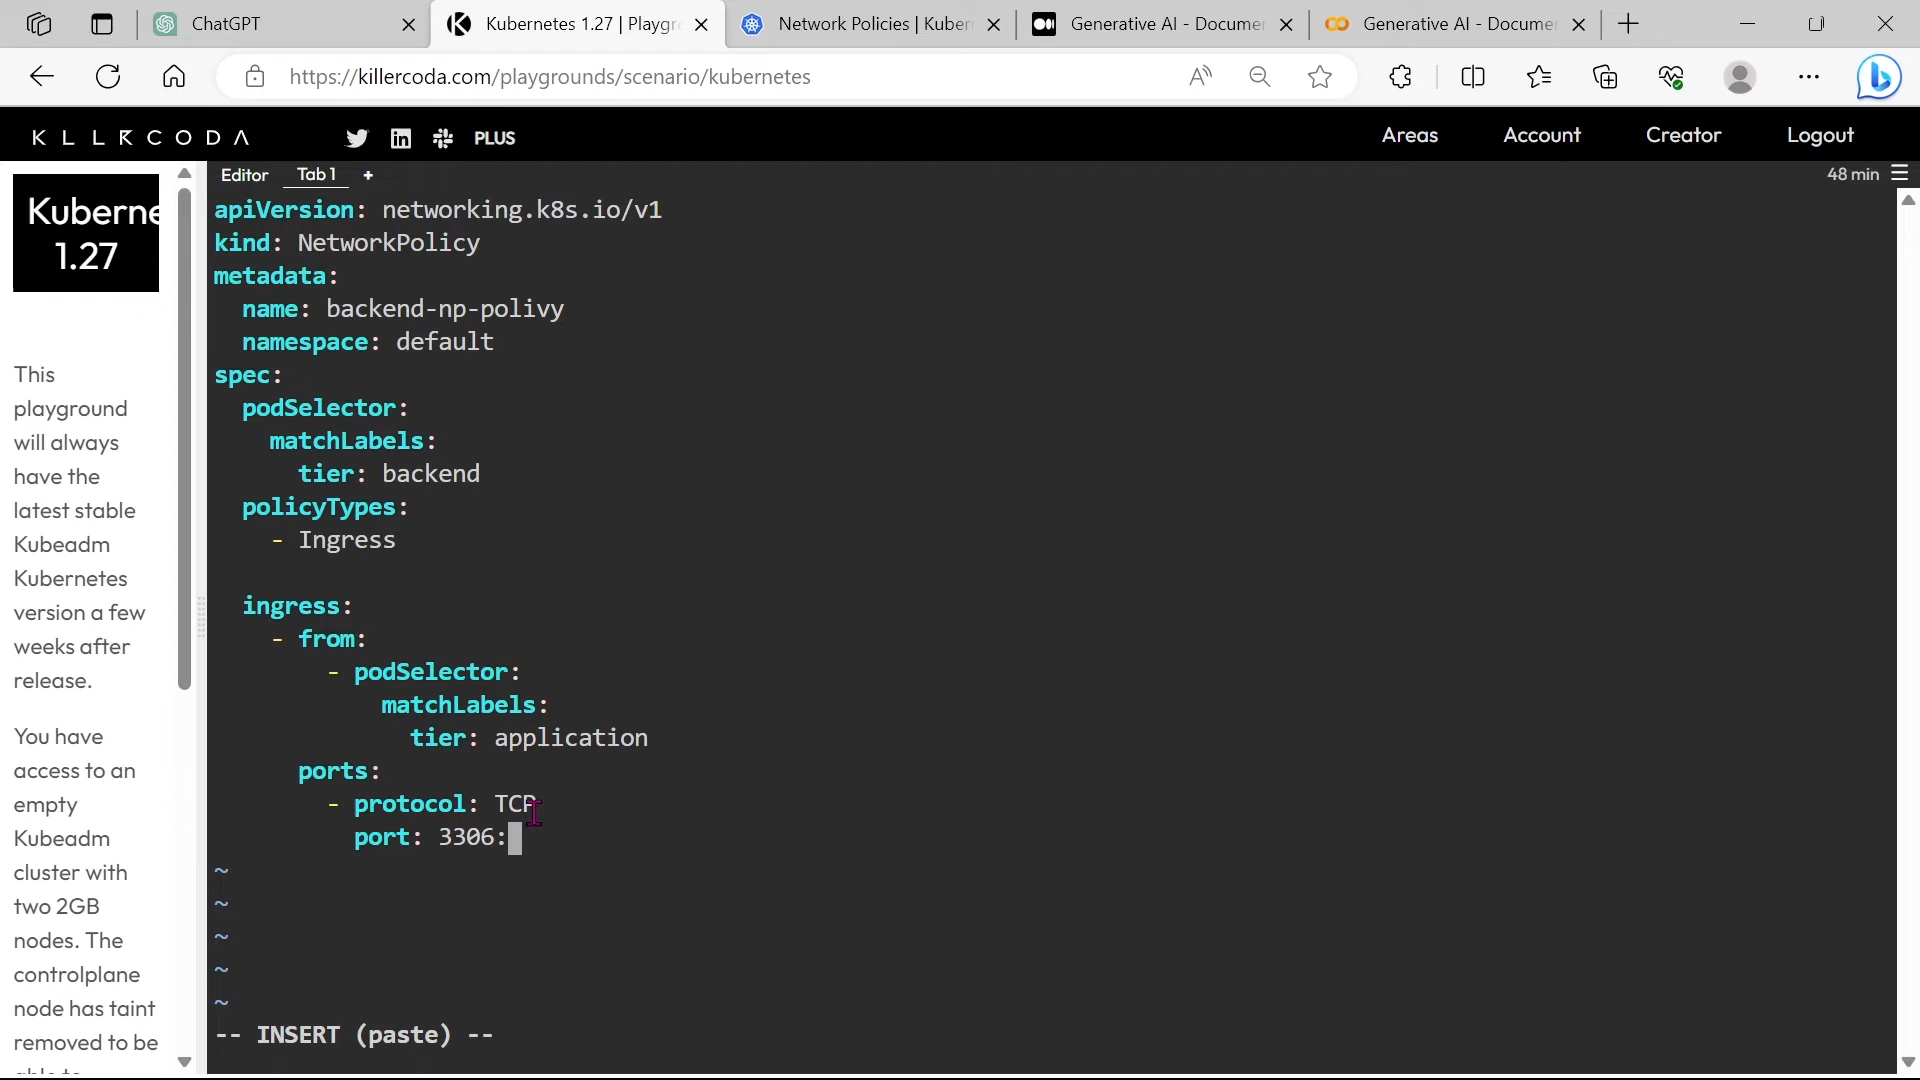 ChatGPT
Kubernetes 1.27 | Playgr
Network Policies | Kuber
Generative AI - Documer
Generative AI - Docume
https://killercoda.com/playgrounds/scenario/kubernetes
KLLRCODA
PLUS
Areas
Account
Creator
Logout
Kuberne
1.27
This
playground
will always
have the
latest stable
Kubeadm
Kubernetes
version a few
weeks after
release.
You have
access to an
empty
Kubeadm
cluster with
two 2GB
nodes. The
controlplane
node has taint
removed to be
Editor
Tab 1
+
48 min
apiVersion: networking.k8s.io/v1
kind: NetworkPolicy
metadata:
  name: backend-np-polivy
  namespace: default
spec:
  podSelector:
    matchLabels:
      tier: backend
  policyTypes:
    - Ingress
  ingress:
    - from:
        - podSelector:
            matchLabels:
              tier: application
      ports:
        - protocol: TCP
          port: 3306:
~
~
~
~
~
-- INSERT (paste) --